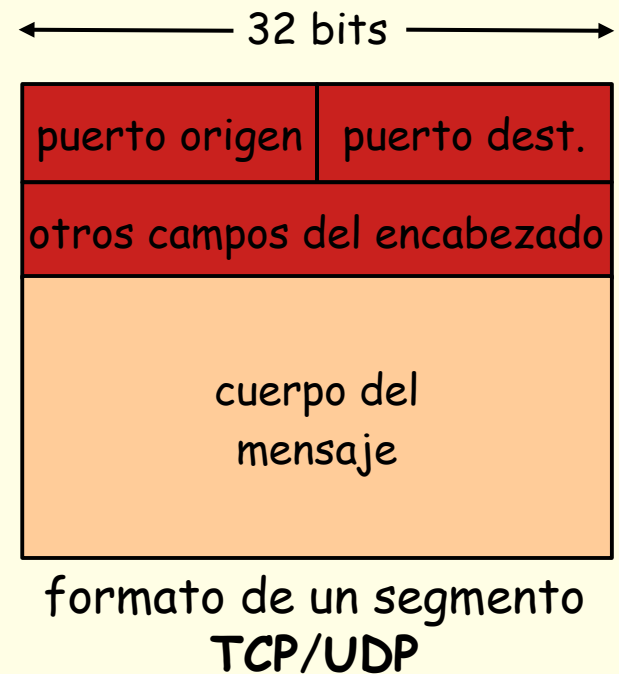 32 bits
puerto origen puerto dest.
otros campos del encabezado
cuerpo del
mensaje
formato de un segmento
TCP/UDP